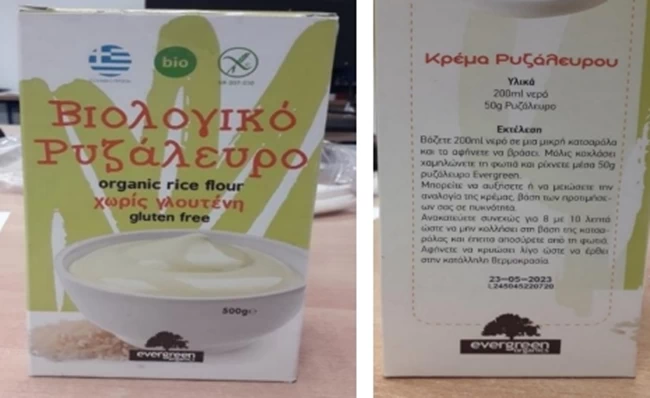 bio
Βιολογικό
Ρυζάλευρο
organic rice flour
χωρίς γλουτένη
gluten free
500g℮
evergreen
organics
Κρέμα Ρυζάλευρου
Υλικά
200ml νερό
50g Ρυζάλευρο
Εκτέλεση
Βάζετε 200ml νερό σε μια μικρή κατσαρόλα
και το αφήνετε να βράσει. Μόλις κοχλάσει
χαμηλώνετε τη φωτιά και ρίχνετε μέσα 50g
ρυζάλευρο Evergreen.
Μπορείτε να αυξήσετε ή να μειώσετε την
αναλογία της κρέμας, βάση των προτιμήσε-
ων σας σε πυκνότητα.
Ανακατεύετε συνεχώς για 8 με 10 λεπτά
ώστε να μην κολλήσει στη βάση της κατσα-
ρόλας και έπειτα αποσύρετε από τη φωτιά.
Αφήνετε να κρυώσει λίγο ώστε να έρθει
στην κατάλληλη θερμοκρασία.
23-05-2023
L245045220720
evergreen
organics